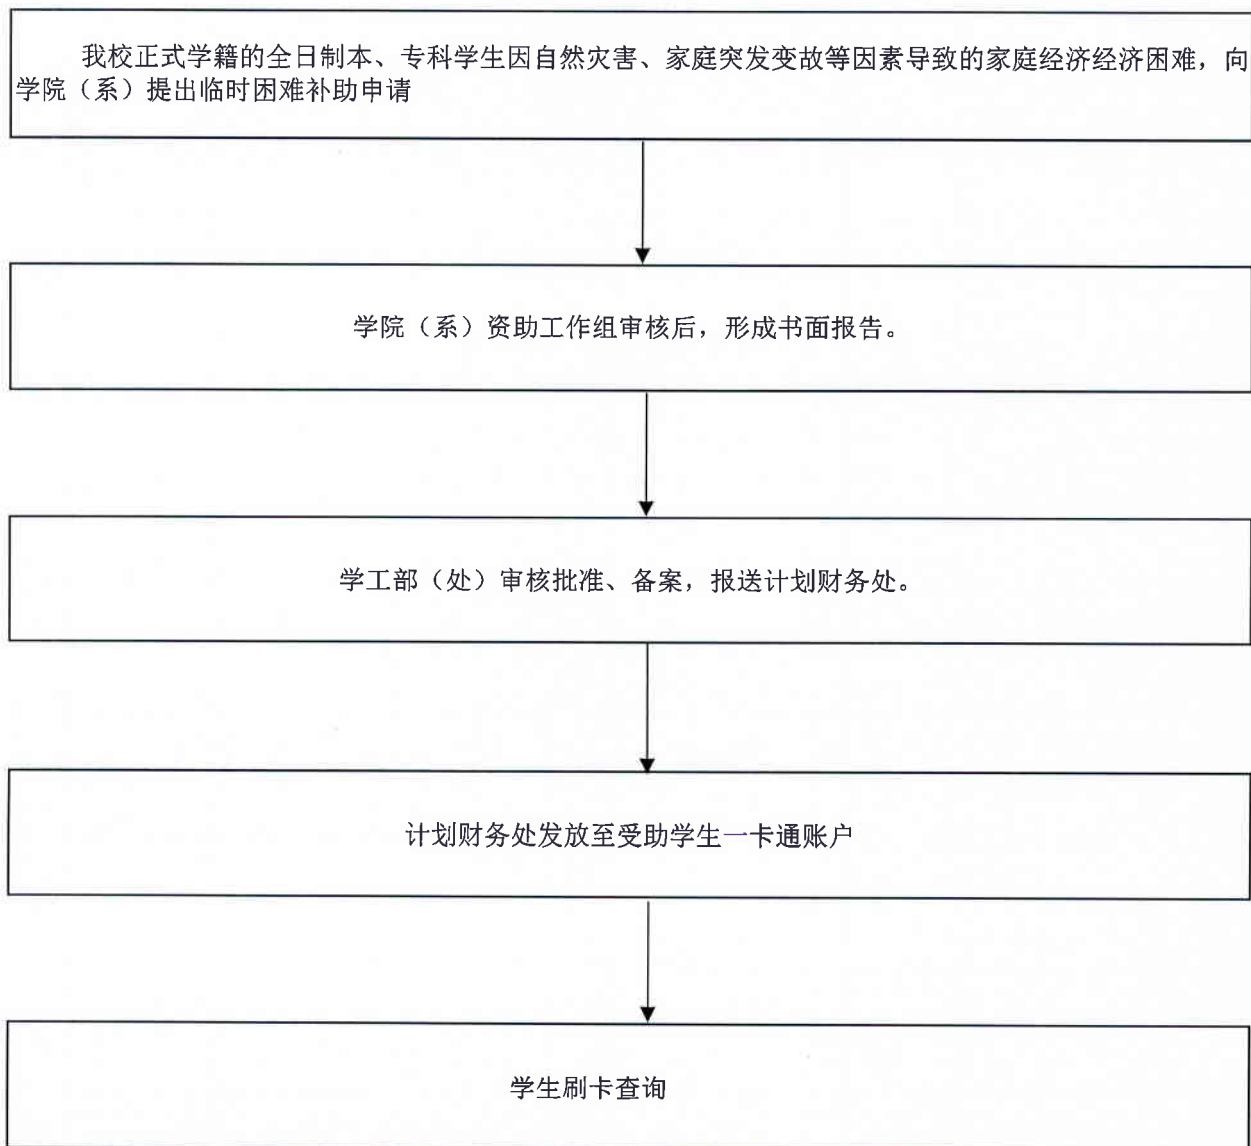 我校正式学籍的全日制本、专科学生因自然灾害、家庭突发变故等因素导致的家庭经济经济困难，向
学院（系）提出临时困难补助申请
学院（系）资助工作组审核后，形成书面报告。
学工部（处）审核批准、备案，报送计划财务处。
计划财务处发放至受助学生一卡通账户
学生刷卡查询